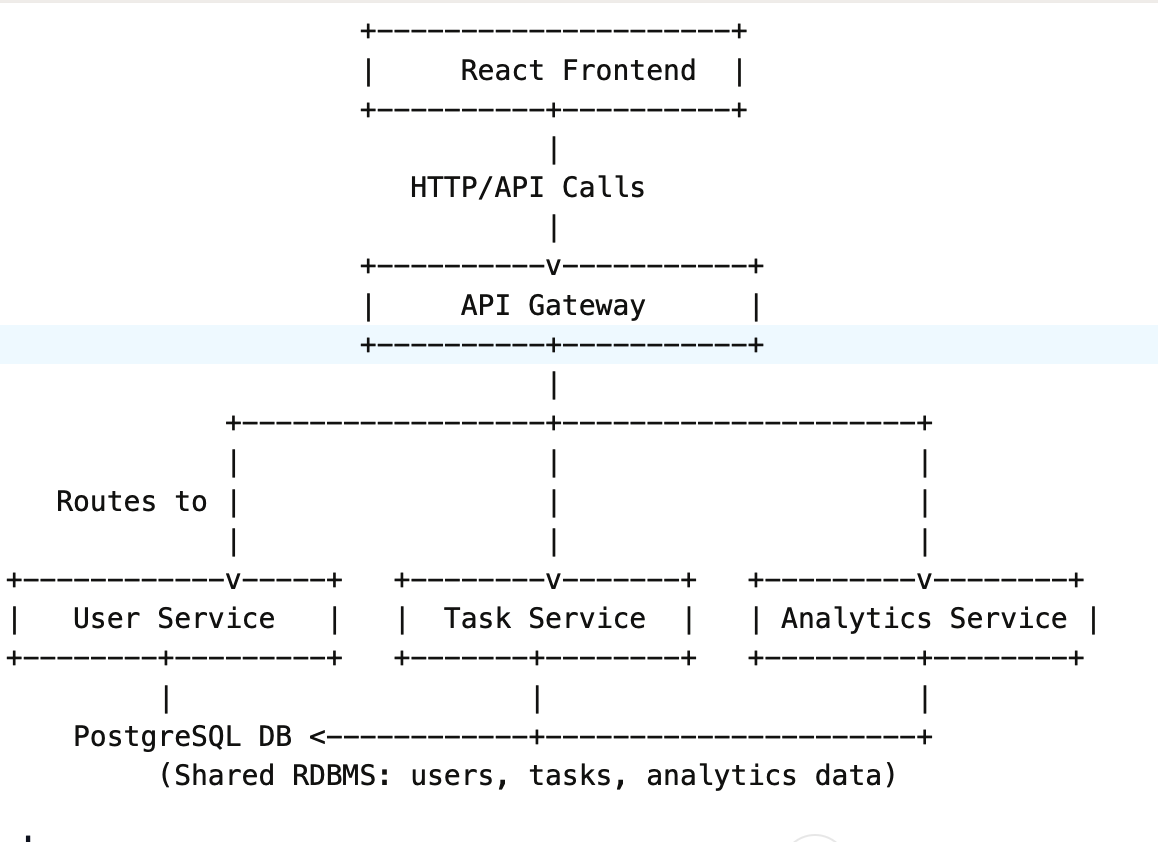 +---------------------+
|     React Frontend  |
+----------+----------+
|
HTTP/API Calls
|
+----------v-----------+
|     API Gateway      |
+----------+-----------+
|
+------------------+---------------------+
|                  |                     |
Routes to |                  |                     |
|                  |                     |
+------------v-----+   +--------v-------+   +---------v--------+
|   User Service   |   |  Task Service  |   | Analytics Service |
+--------+---------+   +-------+--------+   +---------+--------+
|                     |                      |
PostgreSQL DB <------------+----------------------+
(Shared RDBMS: users, tasks, analytics data)